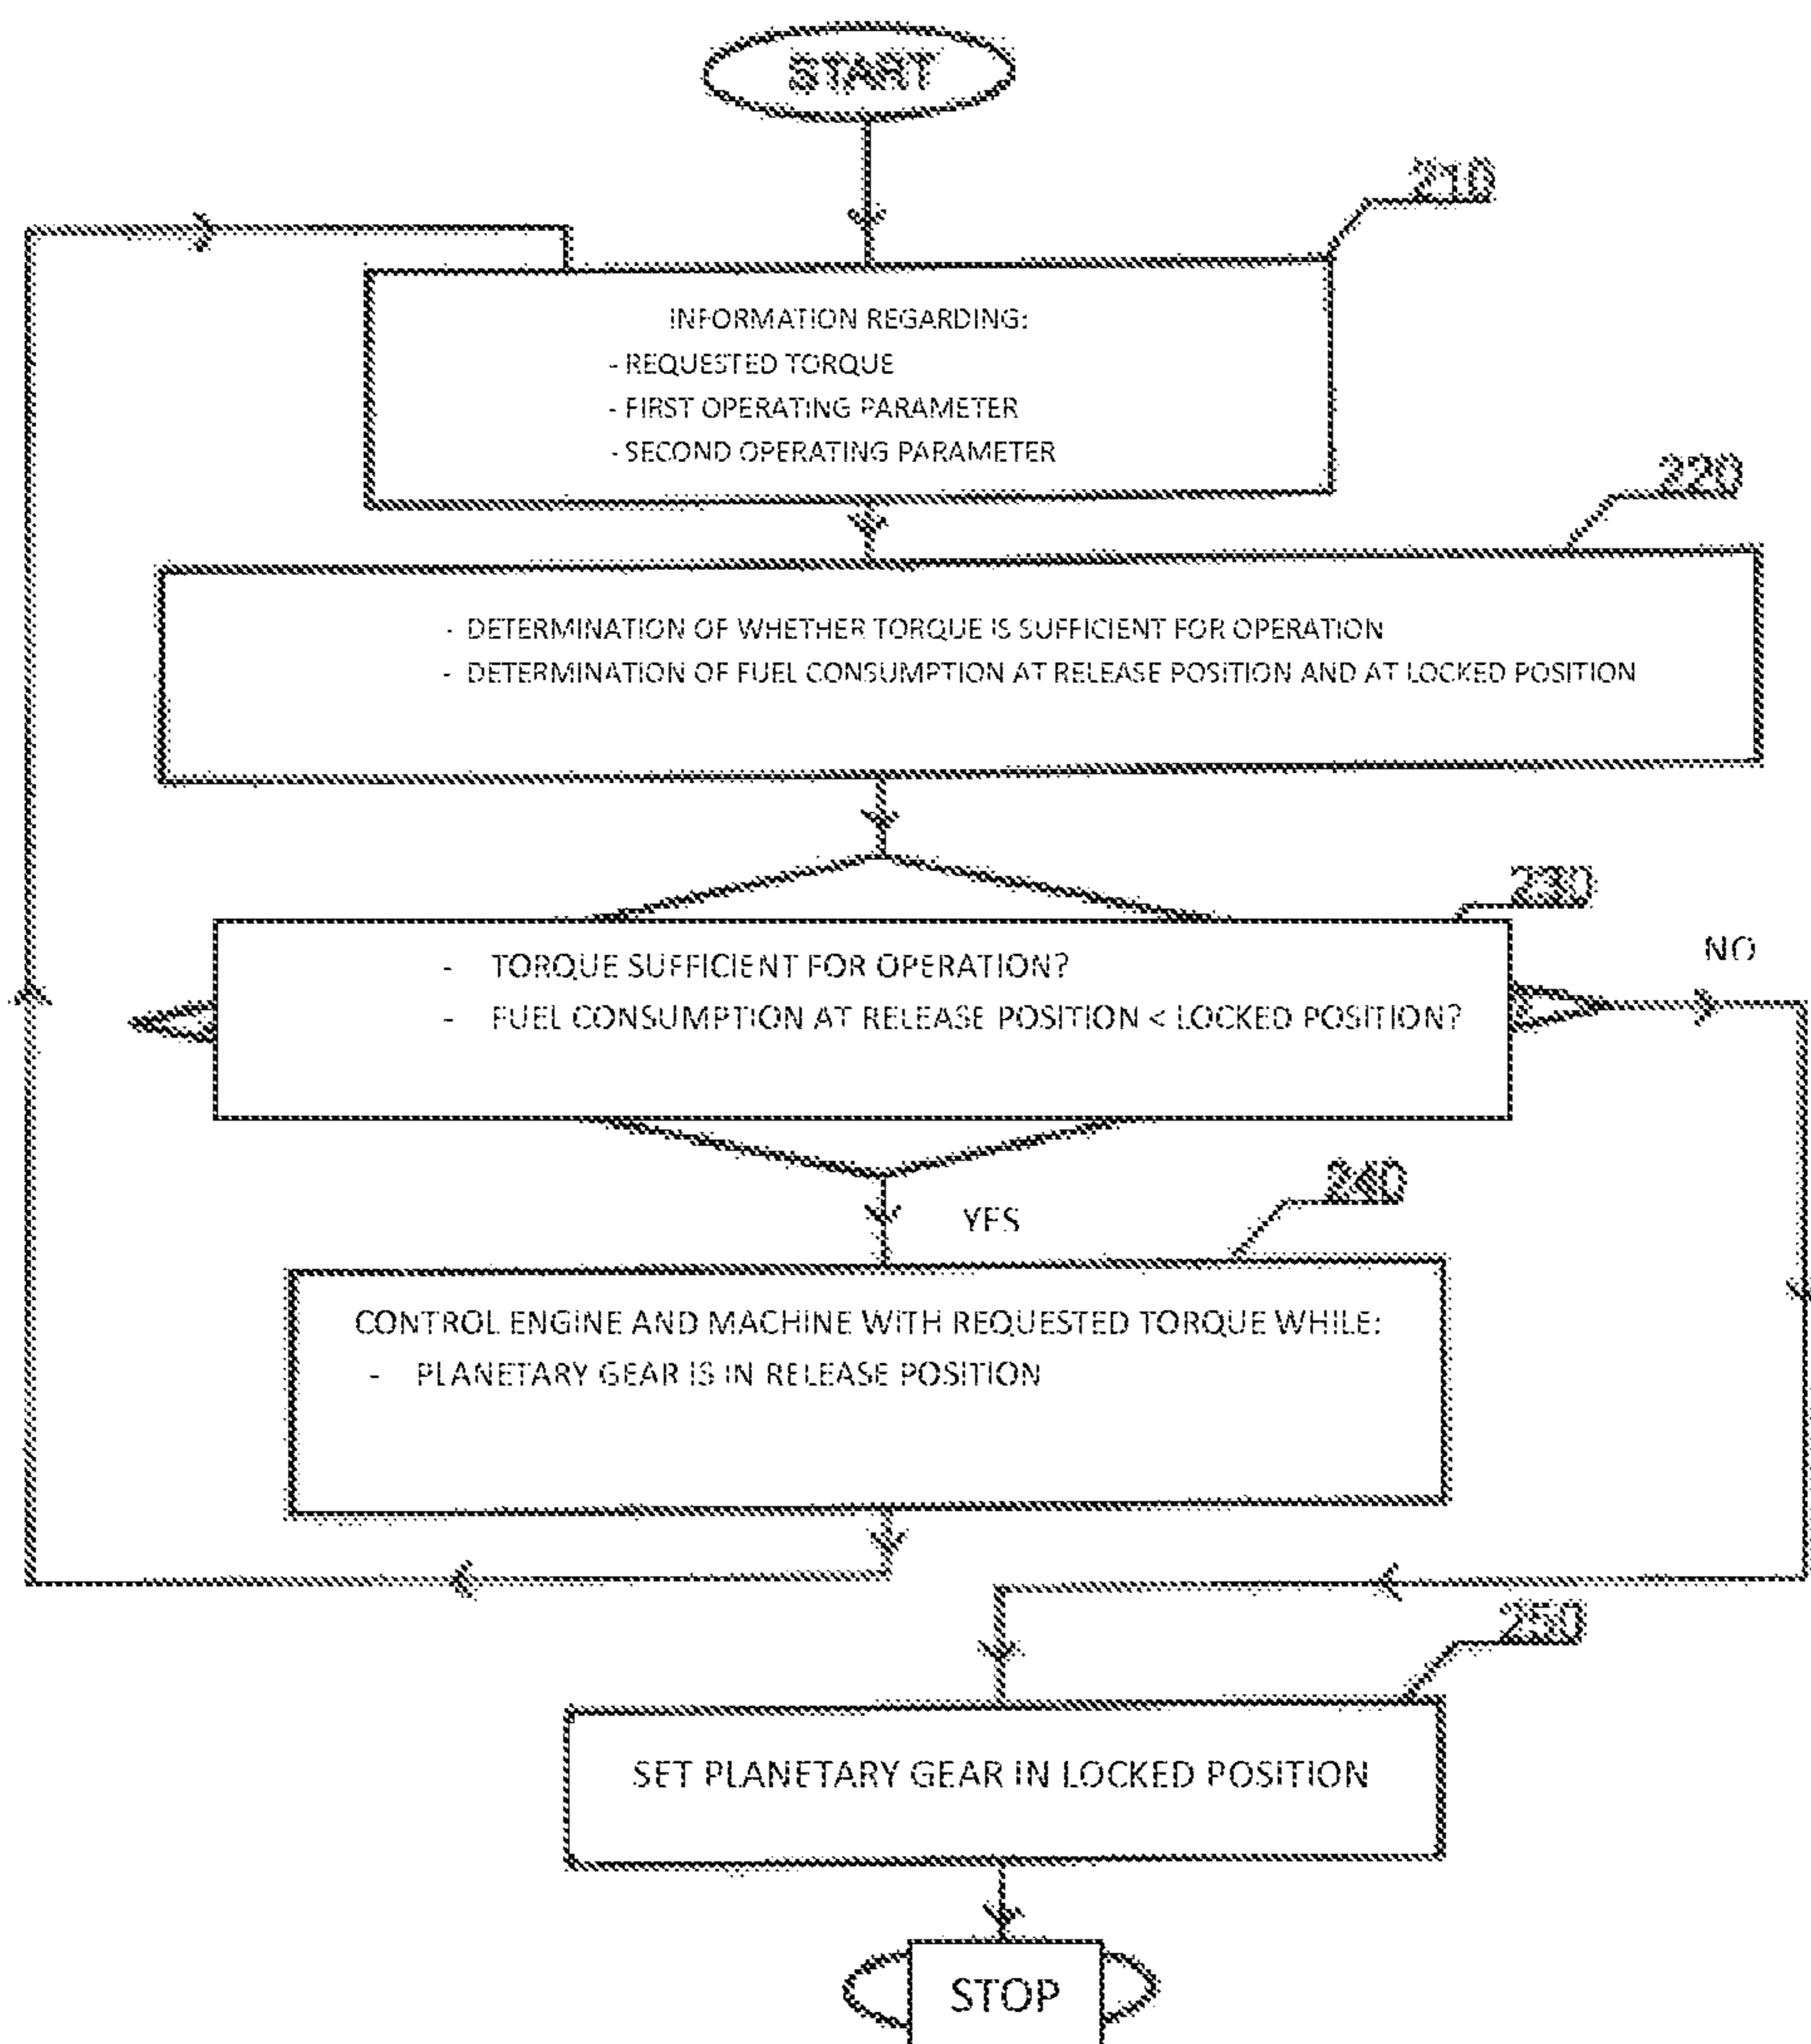 START
210
INFORMATION REGARDING:
- REQUESTED TORQUE
- FIRST OPERATING PARAMETER
- SECOND OPERATING PARAMETER
220
- DETERMINATION OF WHETHER TORQUE IS SUFFICIENT FOR OPERATION
- DETERMINATION OF FUEL CONSUMPTION AT RELEASE POSITION AND AT LOCKED POSITION
230
NO
- TORQUE SUFFICIENT FOR OPERATION?
- FUEL CONSUMPTION AT RELEASE POSITION < LOCKED POSITION?
240
YES
CONTROL ENGINE AND MACHINE WITH REQUESTED TORQUE WHILE:
- PLANETARY GEAR IS IN RELEASE POSITION
250
SET PLANETARY GEAR IN LOCKED POSITION
STOP